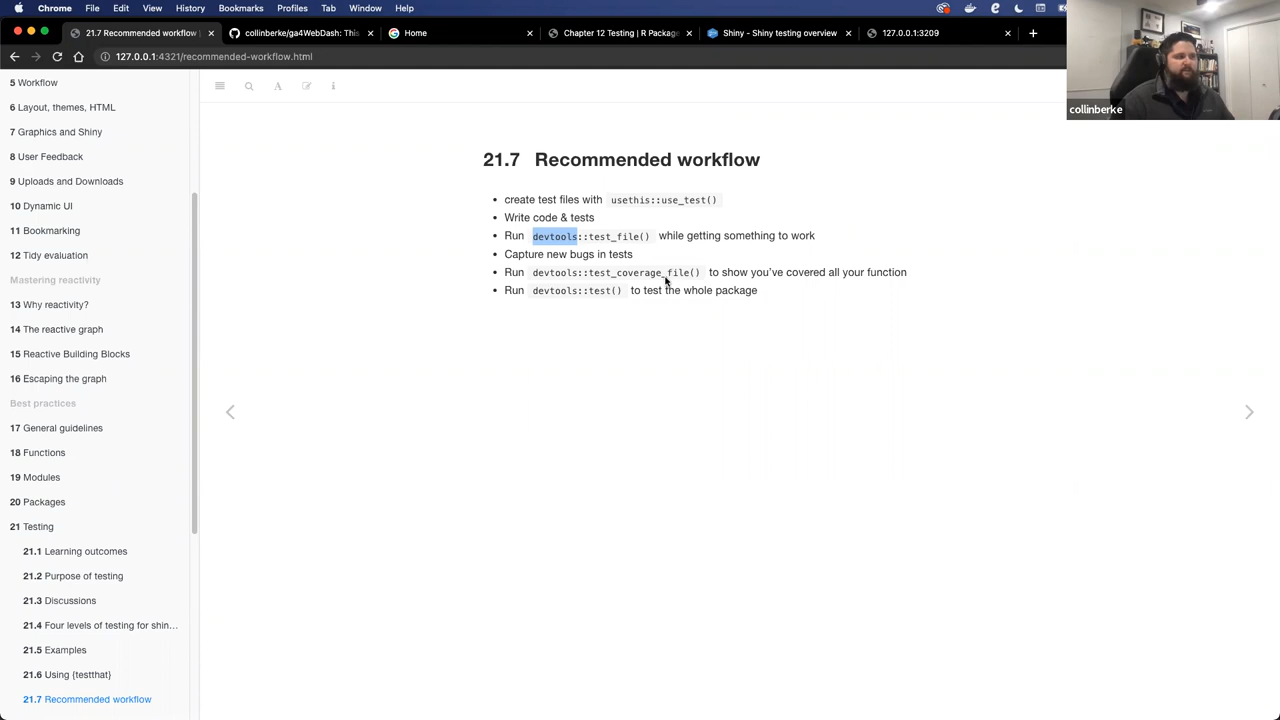 Chrome File Edit View History Bookmarks Profiles Tab Window Help
21.7 Recommended workflow
collinberke/ga4WebDash: This
Home
Chapter 12 Testing | R Package
Shiny - Shiny testing overview
127.0.0.1:3209
127.0.0.1:4321/recommended-workflow.html
collinberke
5 Workflow
6 Layout, themes, HTML
7 Graphics and Shiny
8 User Feedback
9 Uploads and Downloads
10 Dynamic UI
11 Bookmarking
12 Tidy evaluation
Mastering reactivity
13 Why reactivity?
14 The reactive graph
15 Reactive Building Blocks
16 Escaping the graph
Best practices
17 General guidelines
18 Functions
19 Modules
20 Packages
21 Testing
21.1 Learning outcomes
21.2 Purpose of testing
21.3 Discussions
21.4 Four levels of testing for shin...
21.5 Examples
21.6 Using {testthat}
21.7 Recommended workflow
21.7 Recommended workflow
• create test files with usethis::use_test()
• Write code & tests
• Run devtools::test_file() while getting something to work
• Capture new bugs in tests
• Run devtools::test_coverage_file() to show you've covered all your function
• Run devtools::test() to test the whole package